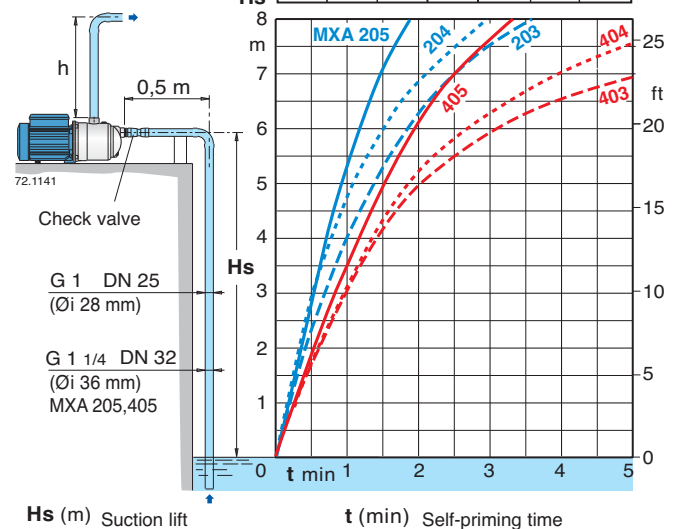 Hs
8
m
7
6
5
4
3
2
1
0
MXA 205
204
203
404
405
403
25
ft
20
15
10
5
0
t min 1 2 3 4 5
h
0,5 m
72.1141
Check valve
Hs
G 1 DN 25
(Øi 28 mm)
G 1 1/4 DN 32
(Øi 36 mm)
MXA 205,405
Hs (m) Suction lift
t (min) Self-priming time